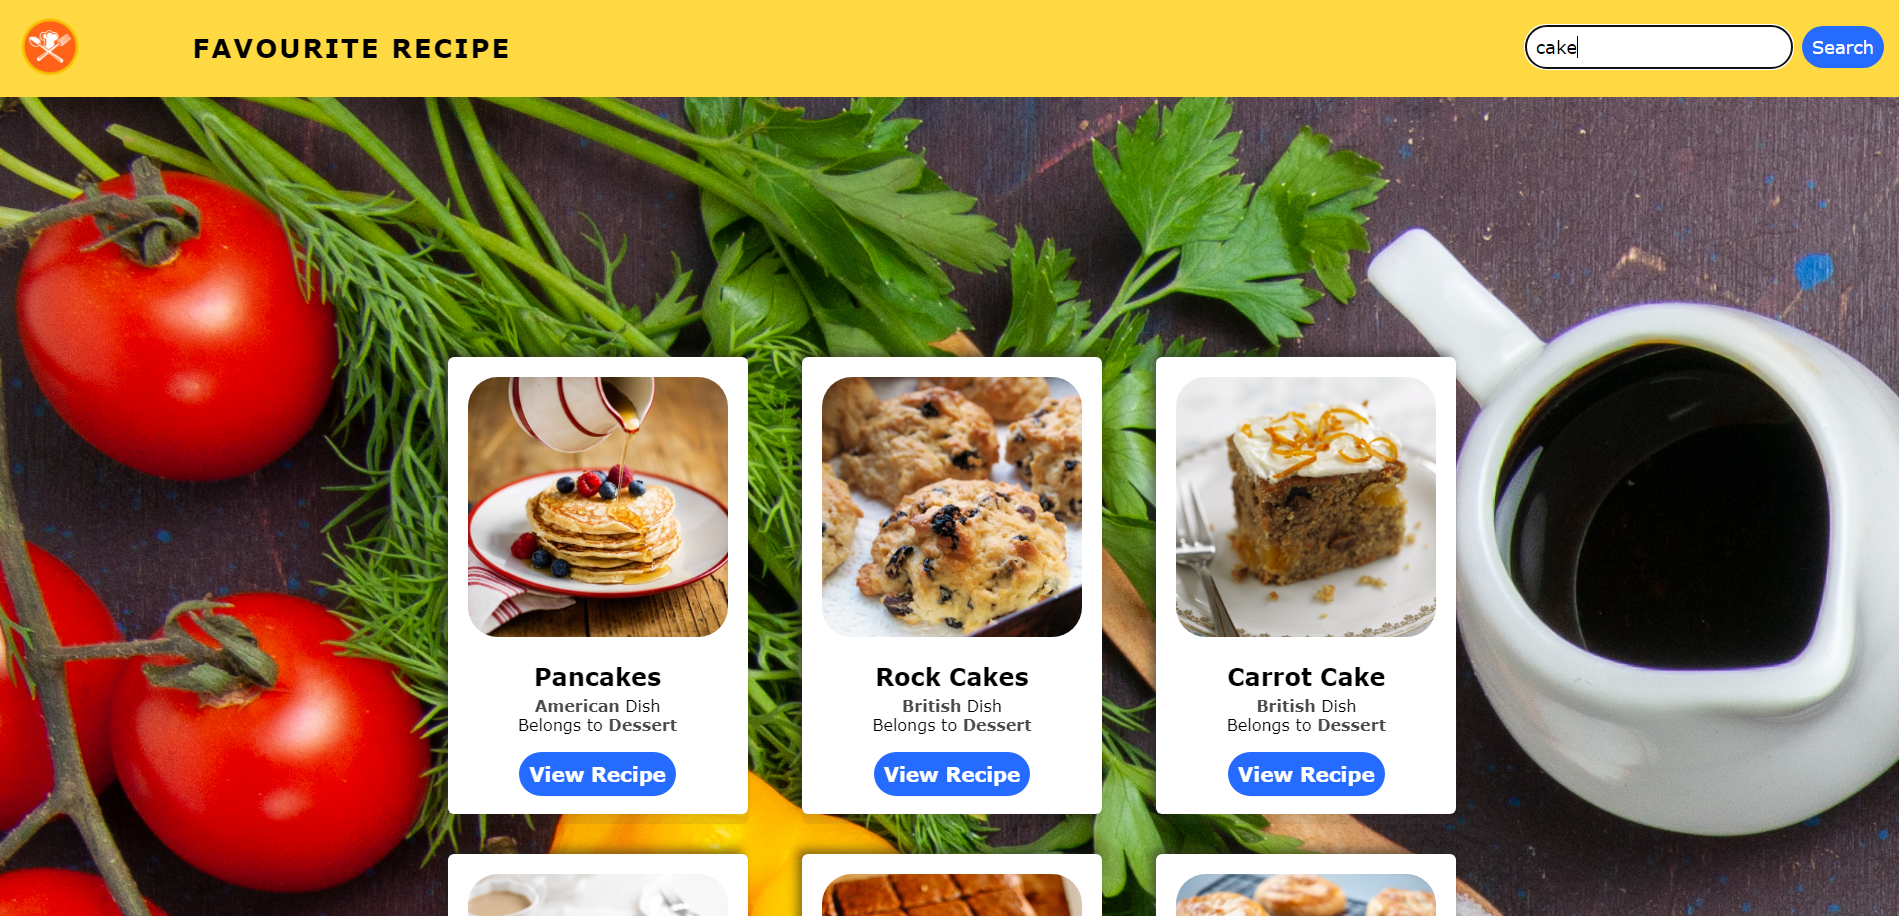 FAVOURITE RECIPE
cake
Search
Pancakes
American Dish
Belongs to Dessert
View Recipe
Rock Cakes
British Dish
Belongs to Dessert
View Recipe
Carrot Cake
British Dish
Belongs to Dessert
View Recipe